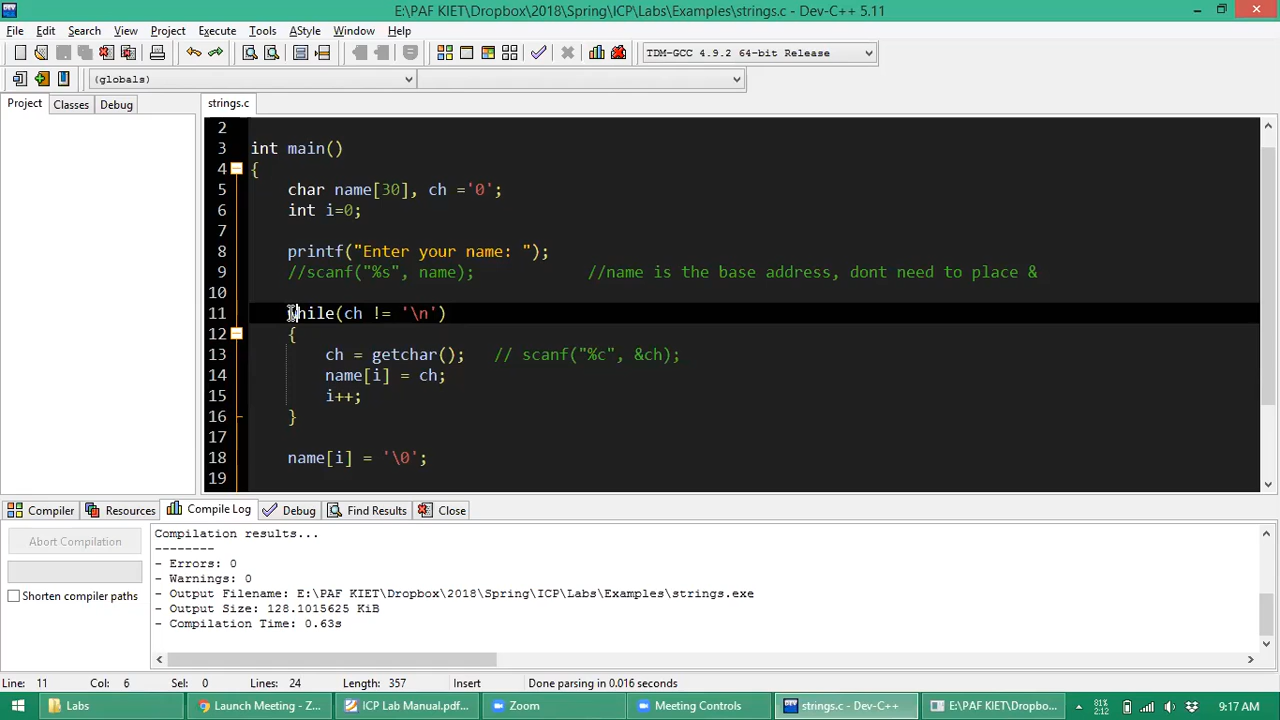 E:\PAF KIET\Dropbox\2018\Spring\ICP\Labs\Examples\strings.c - Dev-C++ 5.11
File Edit Search View Project Execute Tools AStyle Window Help
TDM-GCC 4.9.2 64-bit Release
(globals)
Project Classes Debug
strings.c
2
3 int main()
4 {
5 char name[30], ch ='0';
6 int i=0;
7
8 printf("Enter your name: ");
9 //scanf("%s", name); //name is the base address, dont need to place &
10
11 while(ch != '\n')
12 {
13 ch = getchar(); // scanf("%c", &ch);
14 name[i] = ch;
15 i++;
16 }
17
18 name[i] = '\0';
19
Compiler Resources Compile Log Debug Find Results Close
Abort Compilation
Shorten compiler paths
Compilation results...
--------
- Errors: 0
- Warnings: 0
- Output Filename: E:\PAF KIET\Dropbox\2018\Spring\ICP\Labs\Examples\strings.exe
- Output Size: 128.1015625 KiB
- Compilation Time: 0.63s
Line: 11 Col: 6 Sel: 0 Lines: 24 Length: 357 Insert Done parsing in 0.016 seconds
Labs Launch Meeting - Z... ICP Lab Manual.pdf... Zoom Meeting Controls strings.c - Dev-C++ E:\PAF KIET\Dropbo... 81% 2:12 9:17 AM